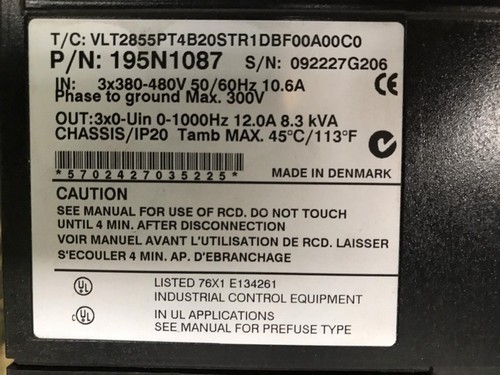 T/C: VLT2855PT4B20STR1DBF00A00C0
P/N: 195N1087 S/N: 092227G206
IN: 3x380-480V 50/60Hz 10.6A
Phase to ground Max. 300V
CE
OUT:3x0-Uin 0-1000Hz 12.0A 8.3 kVA
CHASSIS/IP20 Tamb MAX. 45°C/113°F
*5702427035225*
MADE IN DENMARK
CAUTION
SEE MANUAL FOR USE OF RCD. DO NOT TOUCH
UNTIL 4 MIN. AFTER DISCONNECTION
VOIR MANUEL AVANT L'UTILISATION DE RCD. LAISSER
S'ECOULER 4 MIN. AP. D'EBRANCHAGE
UL LISTED 76X1 E134261
INDUSTRIAL CONTROL EQUIPMENT
c UL IN UL APPLICATIONS
SEE MANUAL FOR PREFUSE TYPE